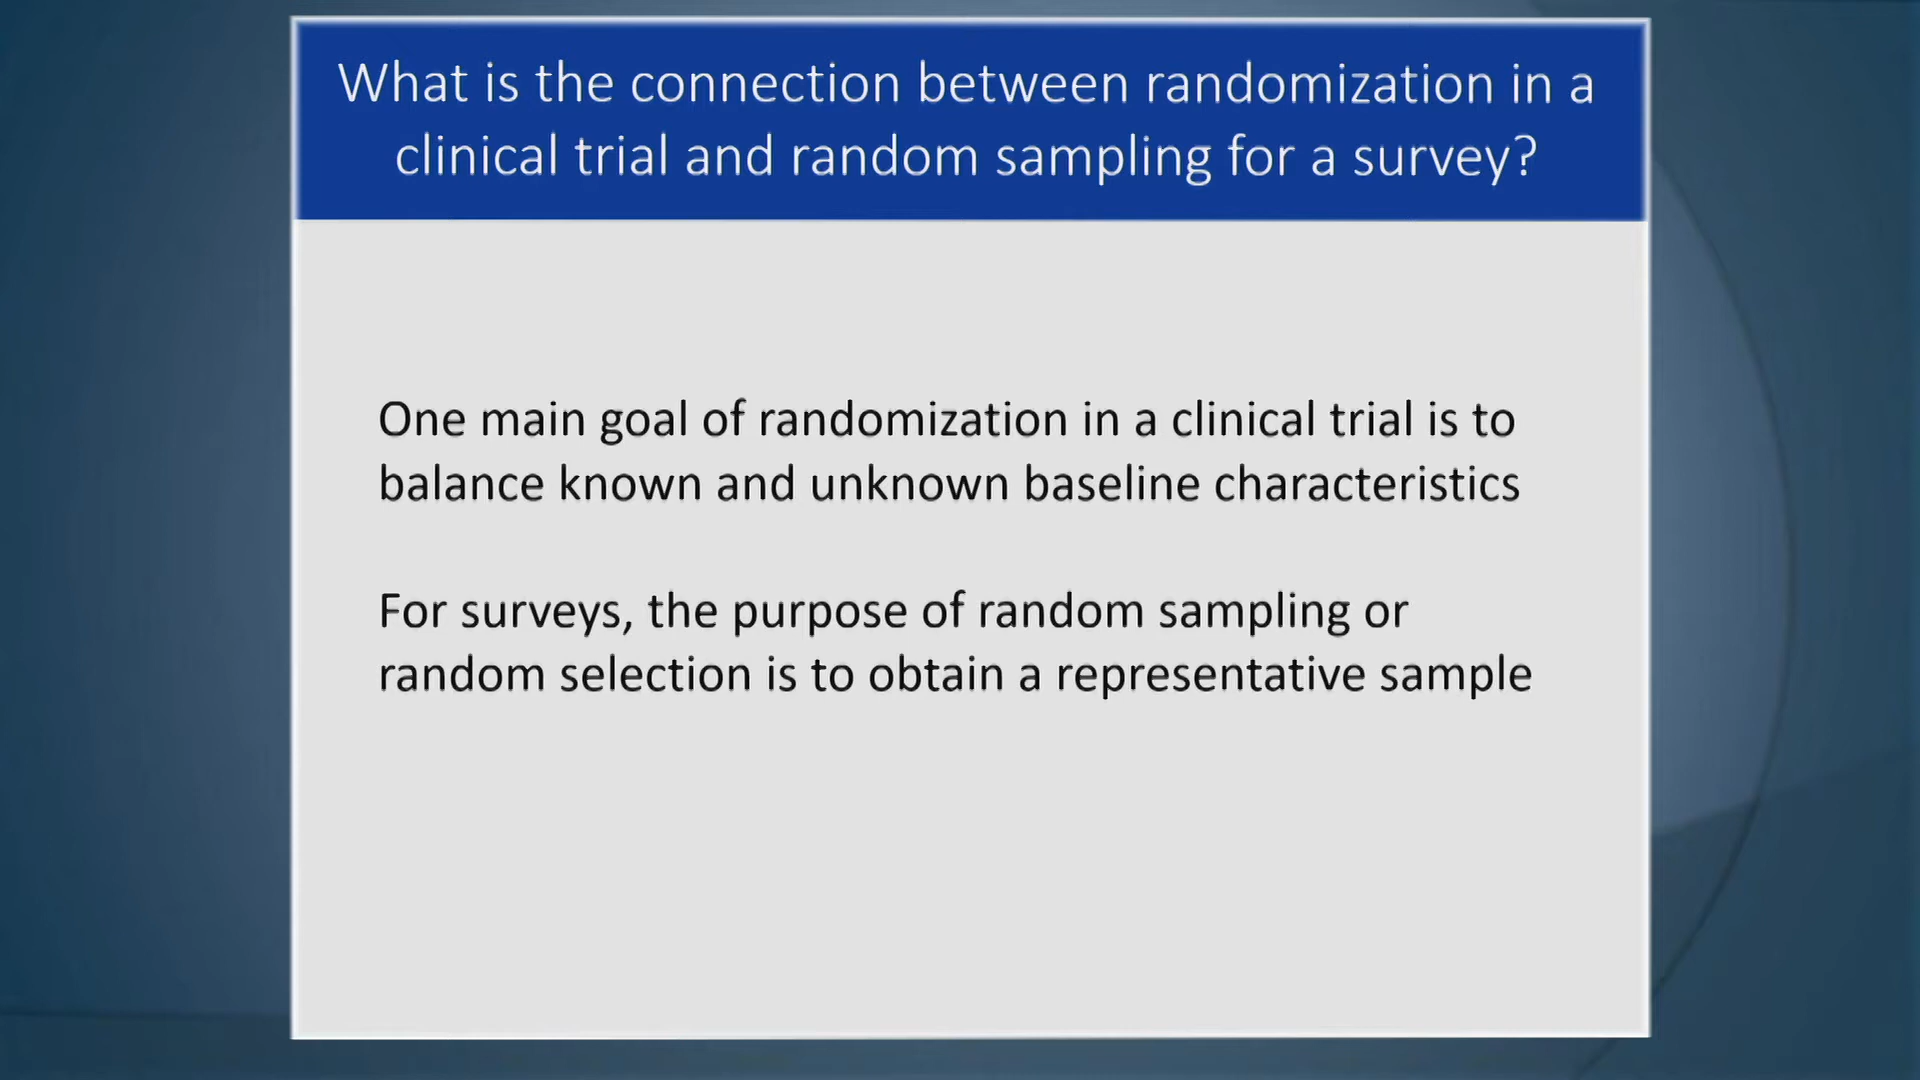 What is the connection between randomization in a
clinical trial and random sampling for a survey?
One main goal of randomization in a clinical trial is to
balance known and unknown baseline characteristics
For surveys, the purpose of random sampling or
random selection is to obtain a representative sample